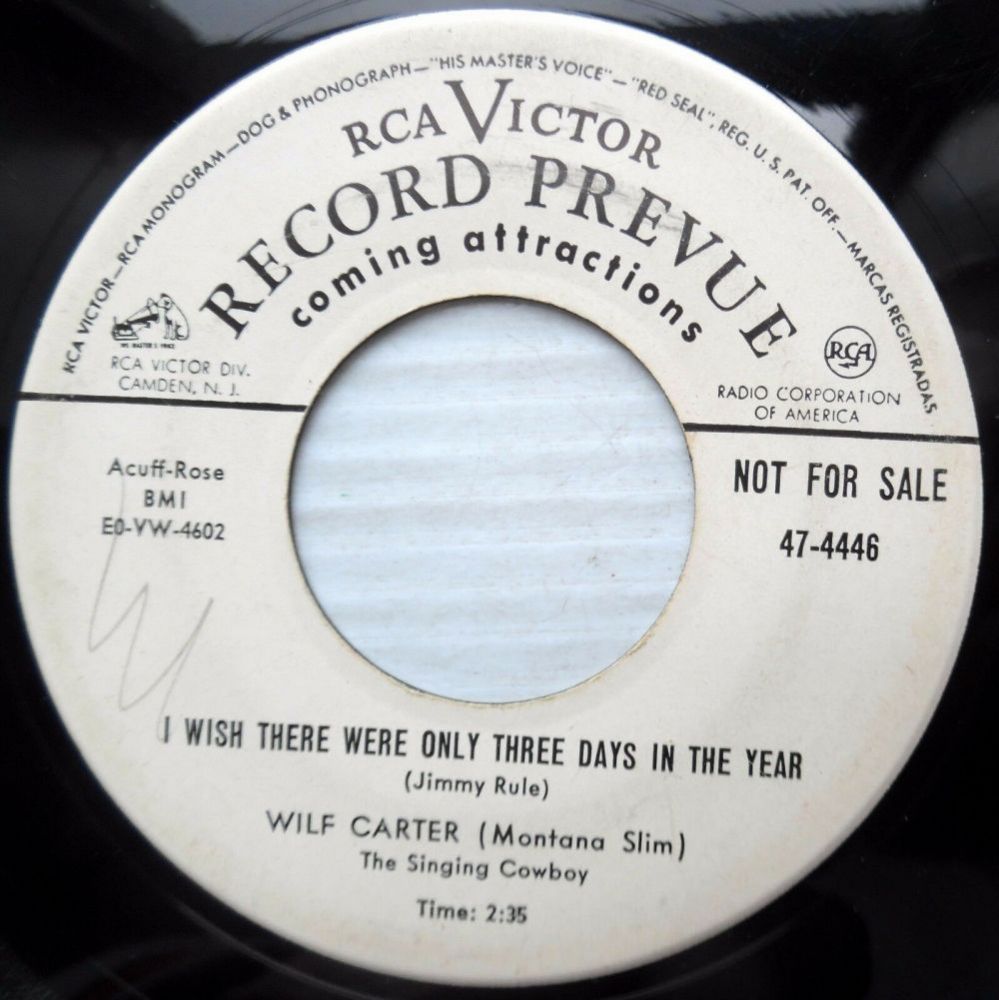 RCA VICTOR—RCA MONOGRAM—DOG & PHONOGRAPH—"HIS MASTER'S VOICE"—"RED SEAL", REG. U. S. PAT. OFF.—MARCAS REGISTRADAS
RCA VICTOR
RECORD PREVUE
coming attractions
"HIS MASTER'S VOICE"
RCA VICTOR DIV.
CAMDEN, N. J.
RCA
RADIO CORPORATION
OF AMERICA
Acuff-Rose
BMI
E0-VW-4602
NOT FOR SALE
47-4446
I WISH THERE WERE ONLY THREE DAYS IN THE YEAR
(Jimmy Rule)
WILF CARTER (Montana Slim)
The Singing Cowboy
Time: 2:35